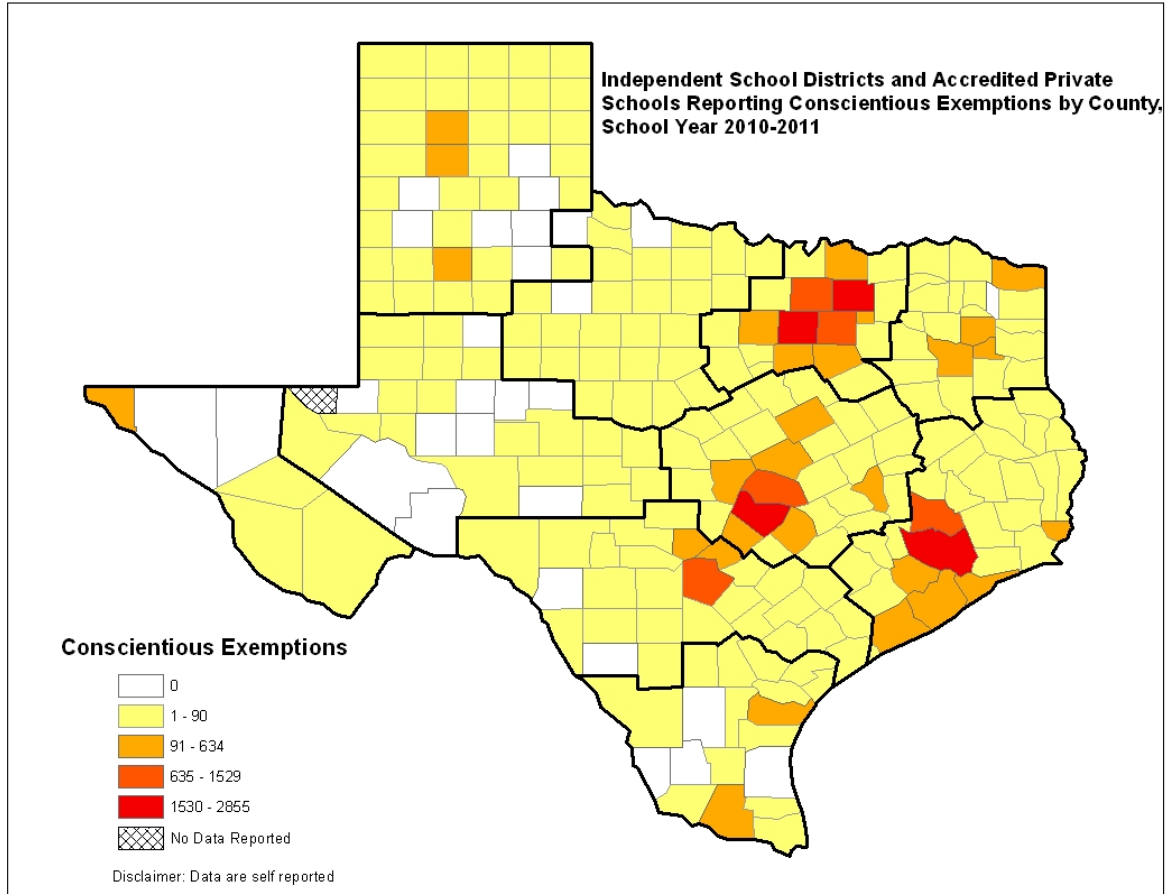 Independent School Districts and Accredited Private
Schools Reporting Conscientious Exemptions by County,
School Year 2010-2011
Conscientious Exemptions
0
1 - 90
91 - 634
635 - 1529
1530 - 2855
No Data Reported
Disclaimer: Data are self reported